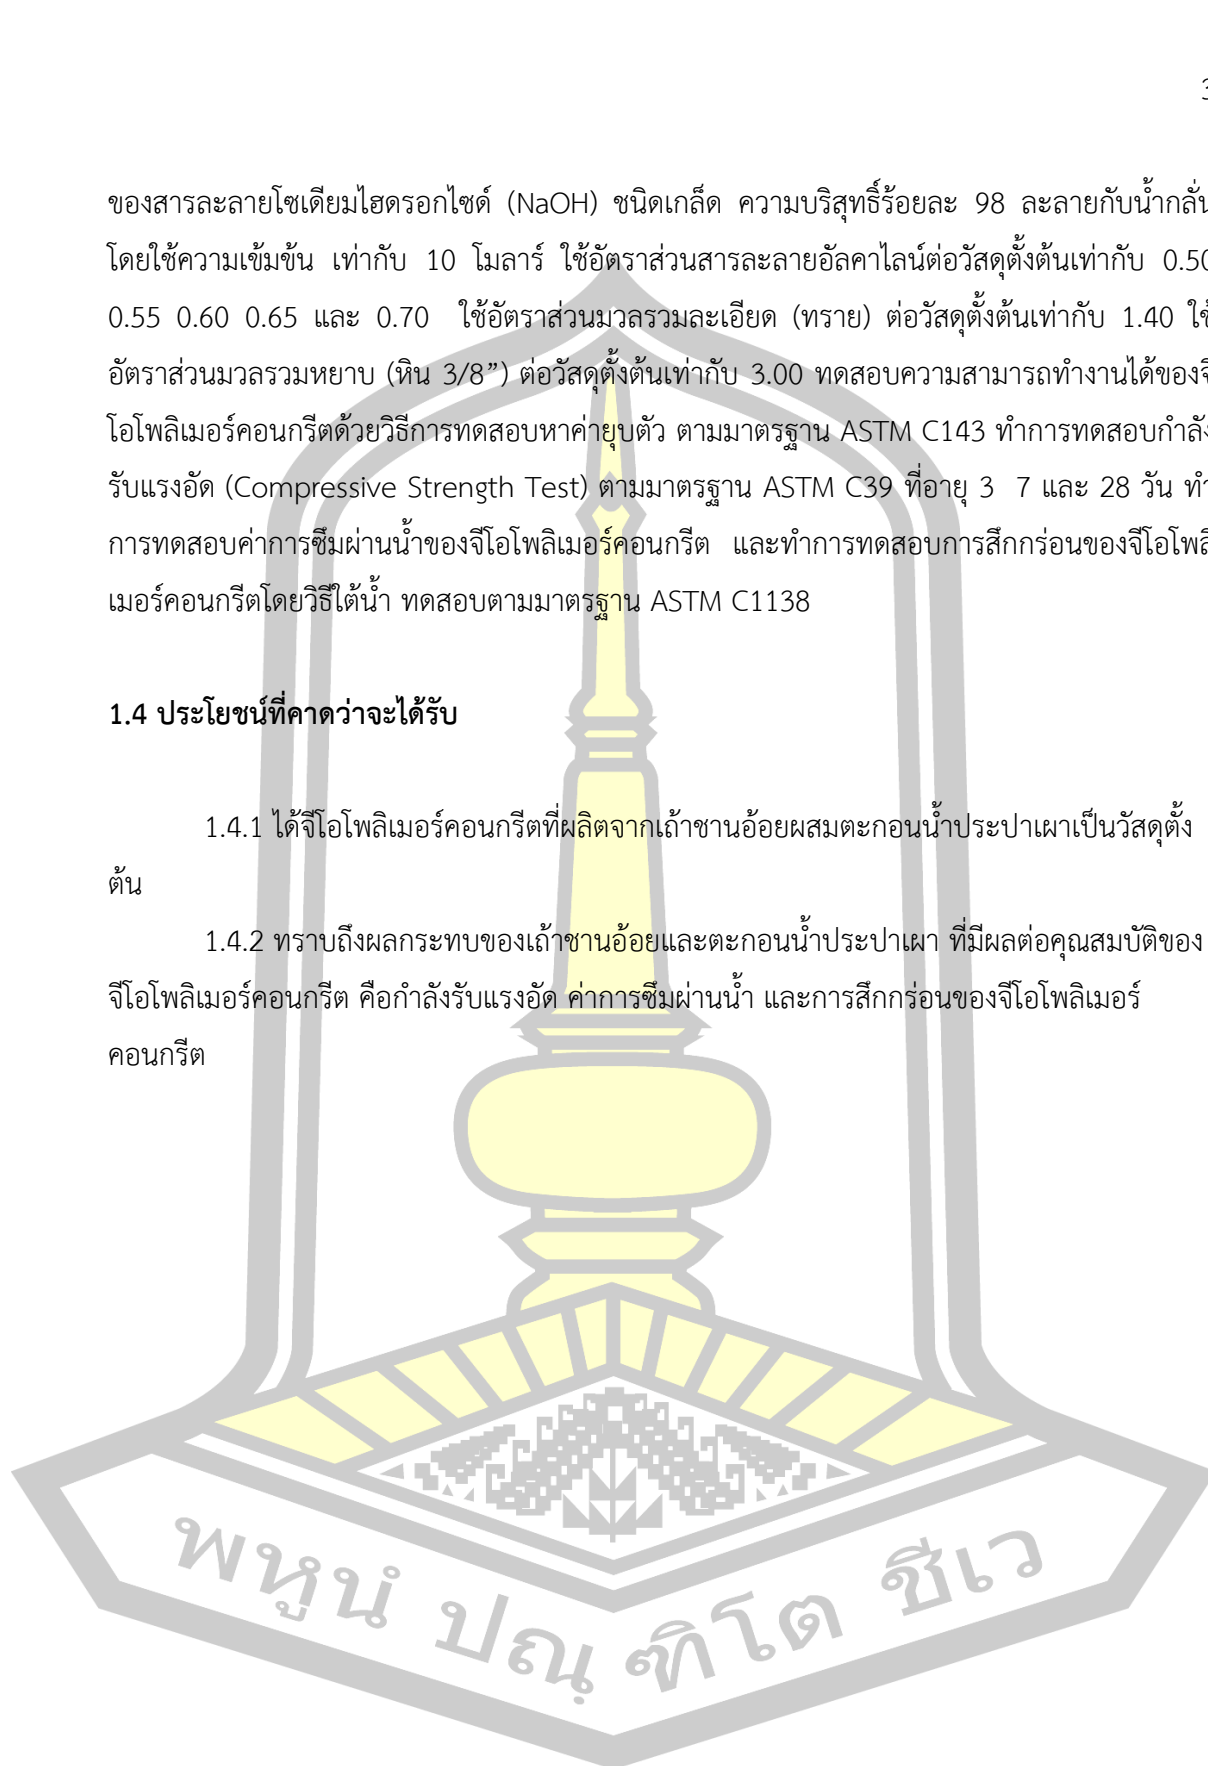 3
ของสารละลายโซเดียมไฮดรอกไซด์ (NaOH) ชนิดเกล็ด ความบริสุทธิ์ร้อยละ 98 ละลายกับน้ำกลั่น
โดยใช้ความเข้มข้น เท่ากับ 10 โมลาร์ ใช้อัตราส่วนสารละลายอัลคาไลน์ต่อวัสดุตั้งต้นเท่ากับ 0.50
0.55 0.60 0.65 และ 0.70 ใช้อัตราส่วนมวลรวมละเอียด (ทราย) ต่อวัสดุตั้งต้นเท่ากับ 1.40 ใช้
อัตราส่วนมวลรวมหยาบ (หิน 3/8”) ต่อวัสดุตั้งต้นเท่ากับ 3.00 ทดสอบความสามารถทำงานได้ของจี
โอโพลิเมอร์คอนกรีตด้วยวิธีการทดสอบหาค่ายุบตัว ตามมาตรฐาน ASTM C143 ทำการทดสอบกำลัง
รับแรงอัด (Compressive Strength Test) ตามมาตรฐาน ASTM C39 ที่อายุ 3 7 และ 28 วัน ทำ
การทดสอบค่าการซึมผ่านน้ำของจีโอโพลิเมอร์คอนกรีต และทำการทดสอบการสึกกร่อนของจีโอโพลิ
เมอร์คอนกรีตโดยวิธีใต้น้ำ ทดสอบตามมาตรฐาน ASTM C1138
1.4 ประโยชน์ที่คาดว่าจะได้รับ
1.4.1 ได้จีโอโพลิเมอร์คอนกรีตที่ผลิตจากเถ้าชานอ้อยผสมตะกอนน้ำประปาเผาเป็นวัสดุตั้ง
ต้น
1.4.2 ทราบถึงผลกระทบของเถ้าชานอ้อยและตะกอนน้ำประปาเผา ที่มีผลต่อคุณสมบัติของ
จีโอโพลิเมอร์คอนกรีต คือกำลังรับแรงอัด ค่าการซึมผ่านน้ำ และการสึกกร่อนของจีโอโพลิเมอร์
คอนกรีต
พหูนํ ปณฺฑิโต ชีเว